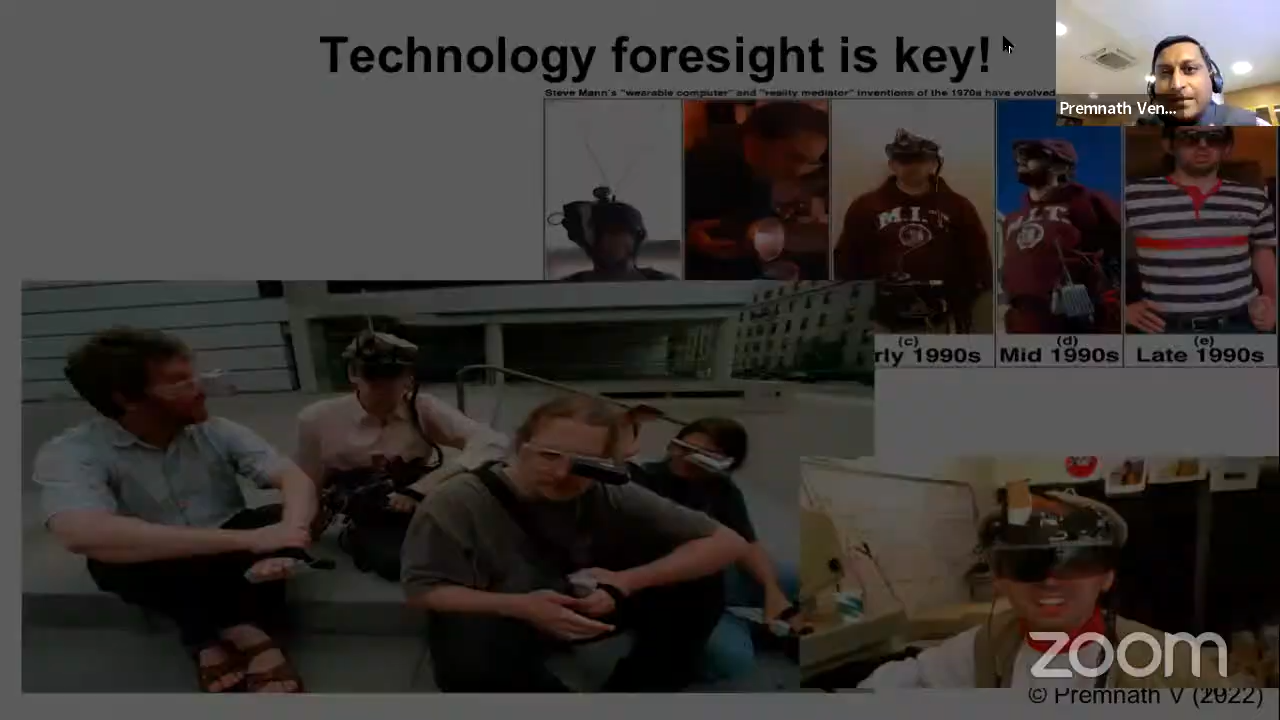 Technology foresight is key!
Steve Mann's "wearable computer" and "reality mediator" inventions of the 1970s have evolved
Premnath Ven...
M.I.T.
M.I.T.
(c)
(d)
(e)
rly 1990s
Mid 1990s
Late 1990s
zoom
© Premnath V (2022)